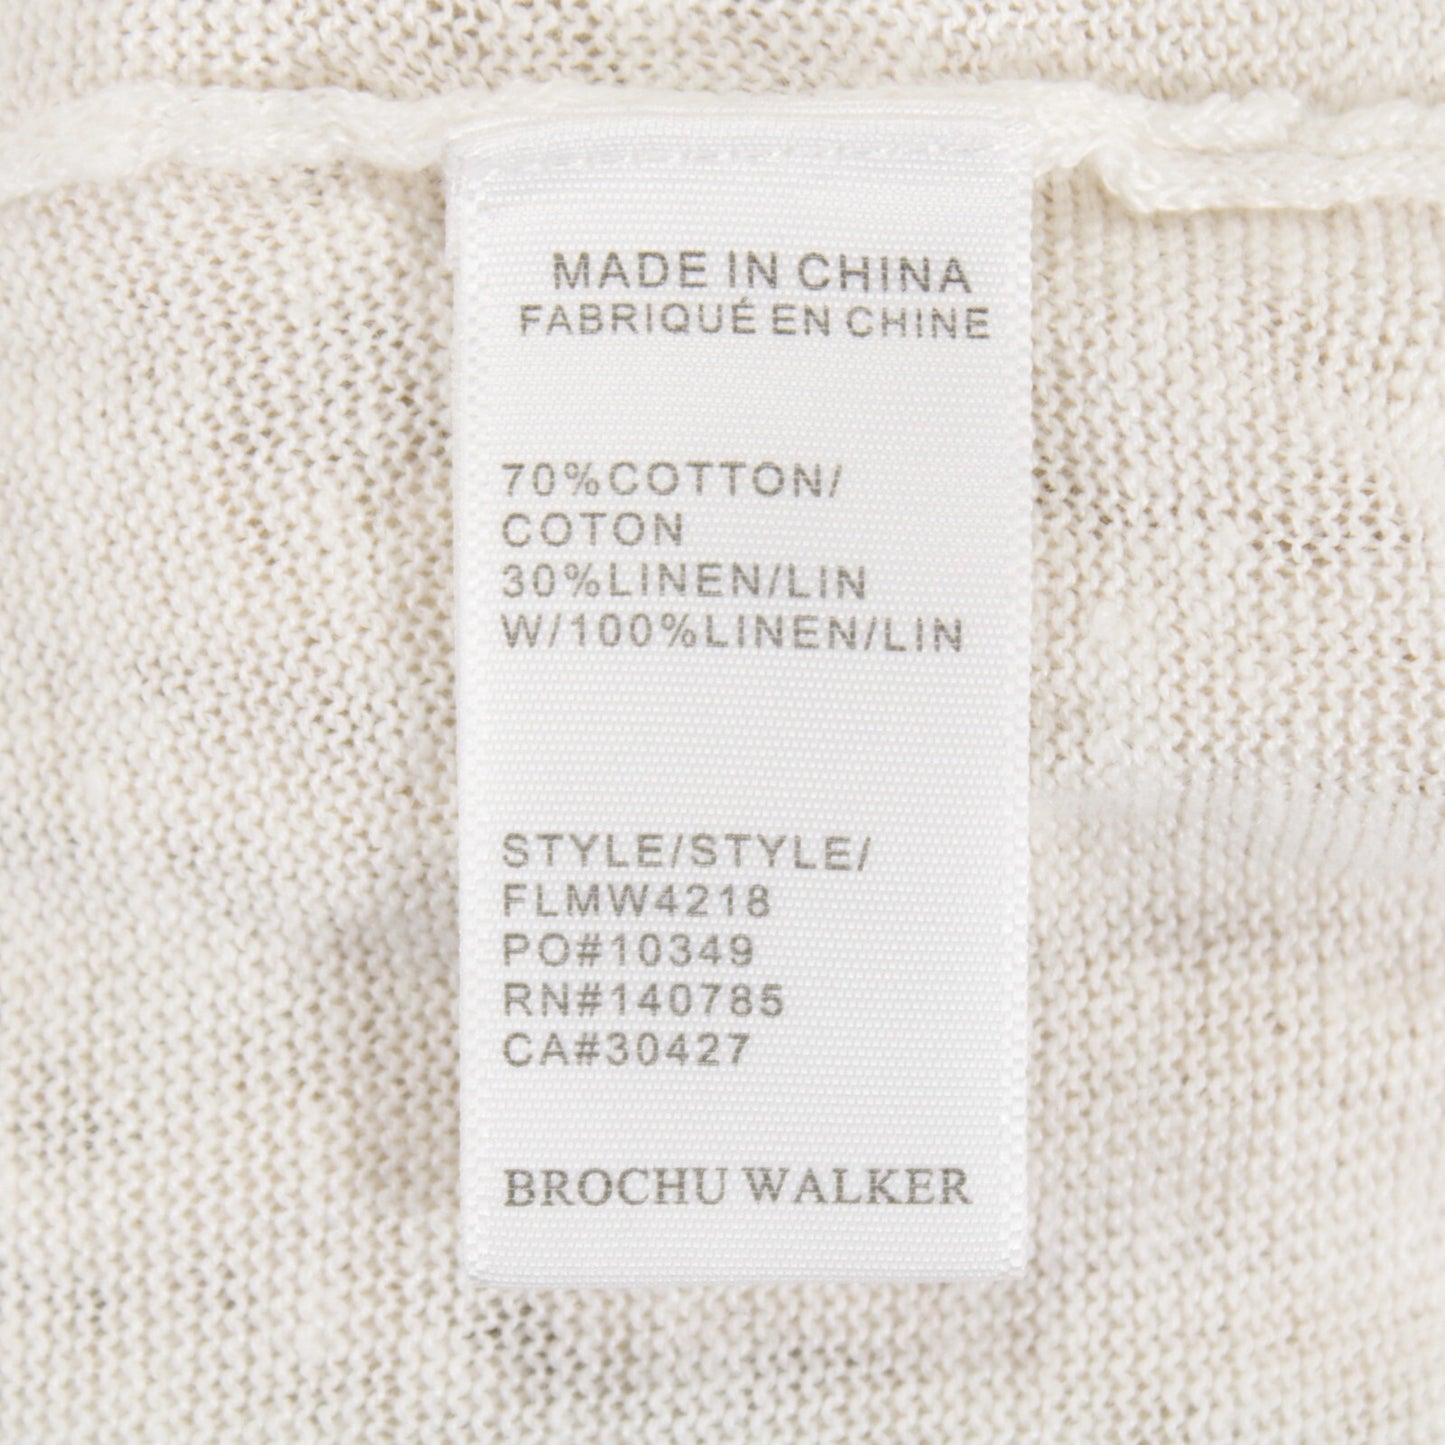 MADE IN CHINA
FABRIQUÉ EN CHINE
70%COTTON/
COTON
30%LINEN/LIN
W/100%LINEN/LIN
STYLE/STYLE/
FLMW4218
PO#10349
RN#140785
CA#30427
BROCHU WALKER